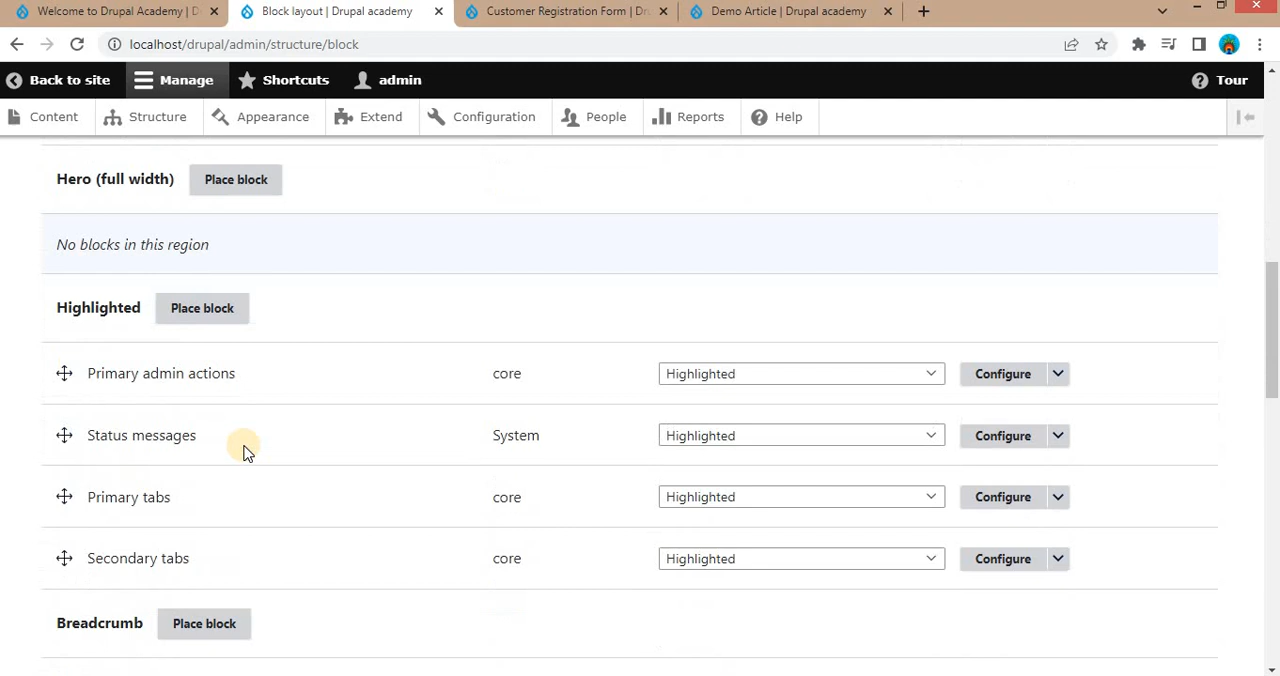 Welcome to Drupal Academy | D
Block layout | Drupal academy
Customer Registration Form | Dr
Demo Article | Drupal academy
localhost/drupal/admin/structure/block
Back to site
Manage
Shortcuts
admin
Tour
Content
Structure
Appearance
Extend
Configuration
People
Reports
Help
Hero (full width) Place block
No blocks in this region
Highlighted Place block
Primary admin actions core Highlighted Configure
Status messages System Highlighted Configure
Primary tabs core Highlighted Configure
Secondary tabs core Highlighted Configure
Breadcrumb Place block